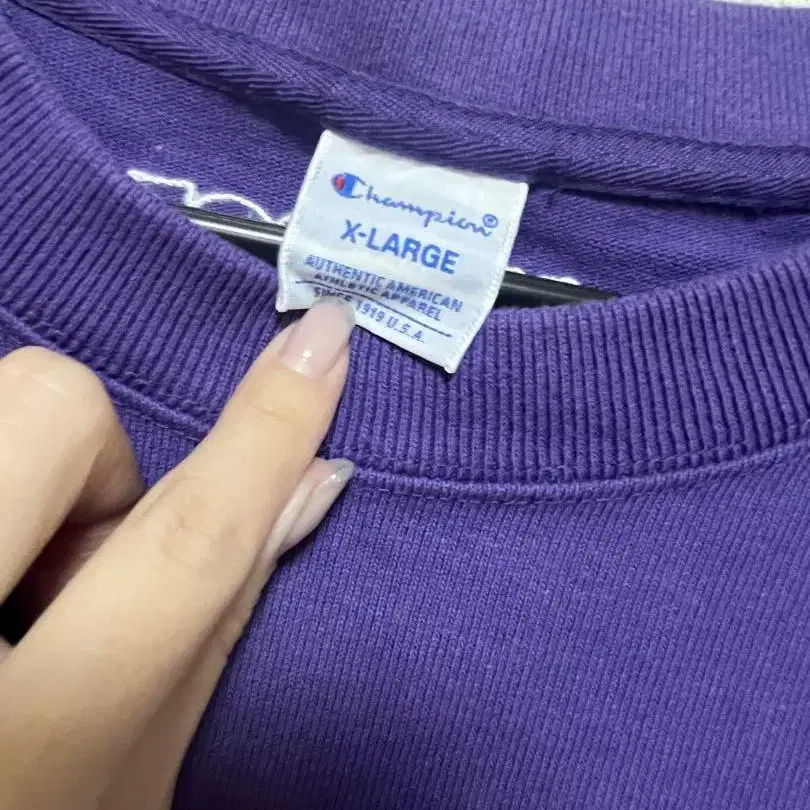 Champion®
X-LARGE
AUTHENTIC AMERICAN
ATHLETIC APPAREL
SINCE 1919 U.S.A.